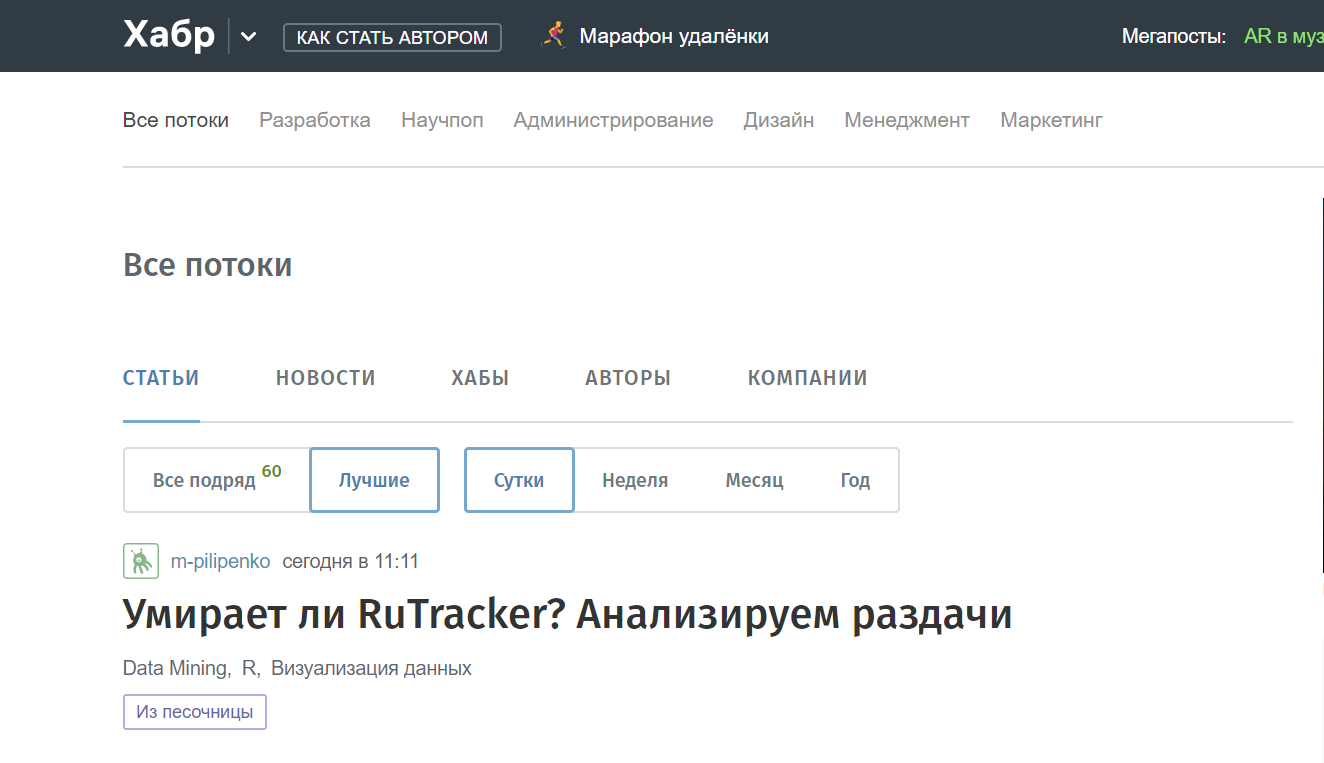 Хабр КАК СТАТЬ АВТОРОМ Марафон удалёнки Мегапосты: AR в муз
Все потоки Разработка Научпоп Администрирование Дизайн Менеджмент Маркетинг
Все потоки
СТАТЬИ НОВОСТИ ХАБЫ АВТОРЫ КОМПАНИИ
Все подряд 60 Лучшие Сутки Неделя Месяц Год
m-pilipenko сегодня в 11:11
Умирает ли RuTracker? Анализируем раздачи
Data Mining, R, Визуализация данных
Из песочницы